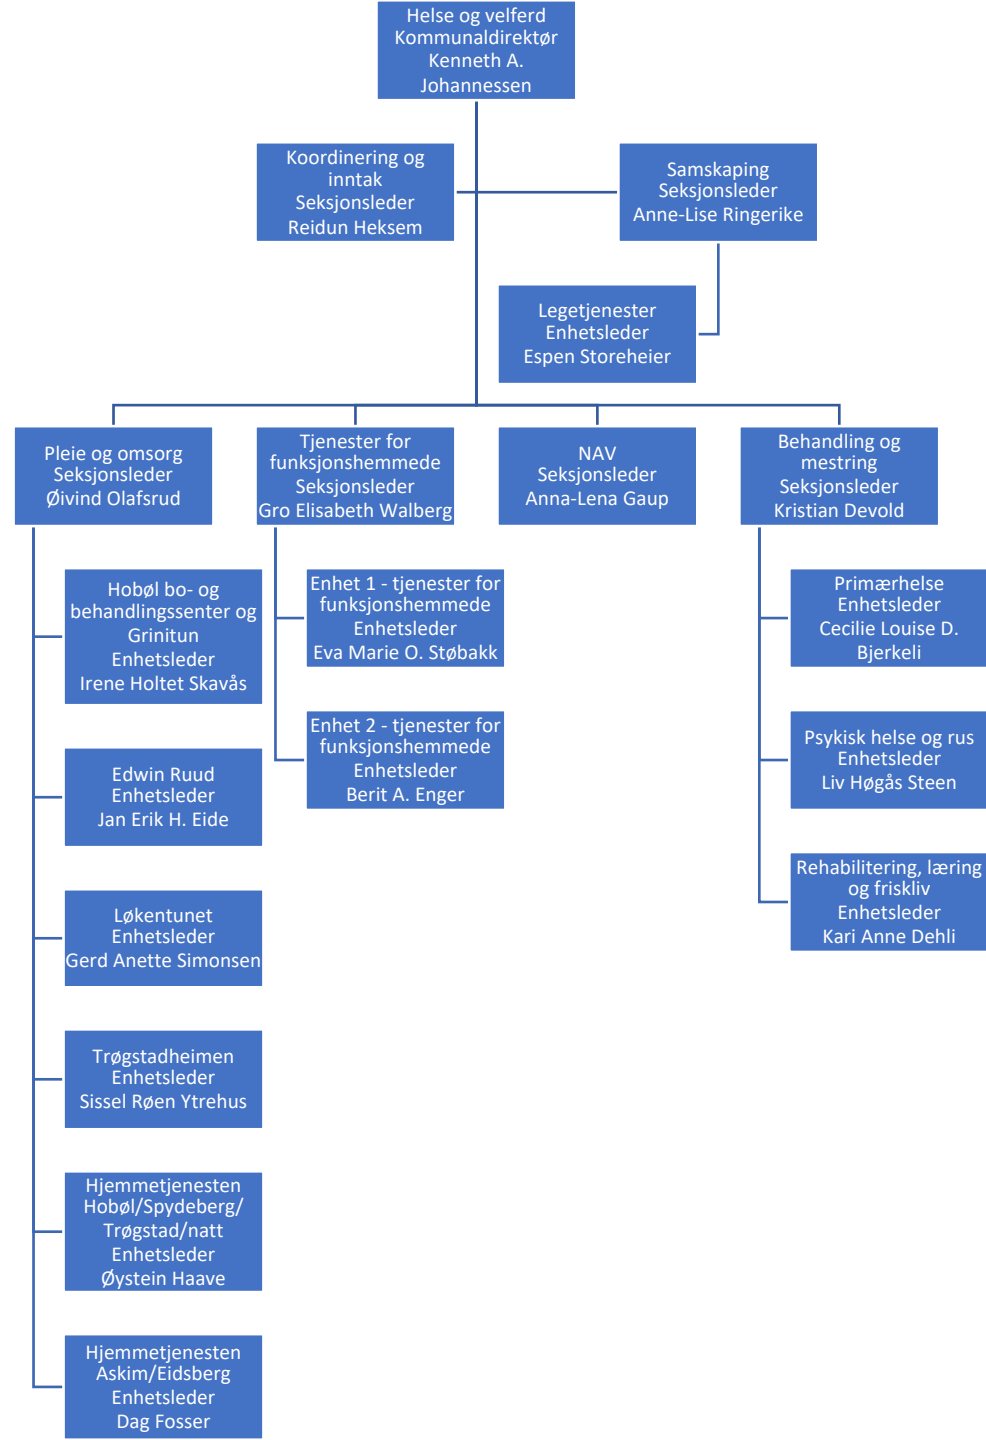 Helse og velferd
Kommunaldirektør
Kenneth A.
Johannessen
Koordinering og
inntak
Seksjonsleder
Reidun Heksem
Samskaping
Seksjonsleder
Anne-Lise Ringerike
Legetjenester
Enhetsleder
Espen Storeheier
Pleie og omsorg
Seksjonsleder
Øivind Olafsrud
Tjenester for
funksjonshemmede
Seksjonsleder
Gro Elisabeth Walberg
NAV
Seksjonsleder
Anna-Lena Gaup
Behandling og
mestring
Seksjonsleder
Kristian Devold
Hobøl bo- og
behandlingssenter og
Grinitun
Enhetsleder
Irene Holtet Skavås
Edwin Ruud
Enhetsleder
Jan Erik H. Eide
Løkentunet
Enhetsleder
Gerd Anette Simonsen
Trøgstadheimen
Enhetsleder
Sissel Røen Ytrehus
Hjemmetjenesten
Hobøl/Spydeberg/
Trøgstad/natt
Enhetsleder
Øystein Haave
Hjemmetjenesten
Askim/Eidsberg
Enhetsleder
Dag Fosser
Enhet 1 - tjenester for
funksjonshemmede
Enhetsleder
Eva Marie O. Støbakk
Enhet 2 - tjenester for
funksjonshemmede
Enhetsleder
Berit A. Enger
Primærhelse
Enhetsleder
Cecilie Louise D.
Bjerkeli
Psykisk helse og rus
Enhetsleder
Liv Høgås Steen
Rehabilitering, læring
og friskliv
Enhetsleder
Kari Anne Dehli